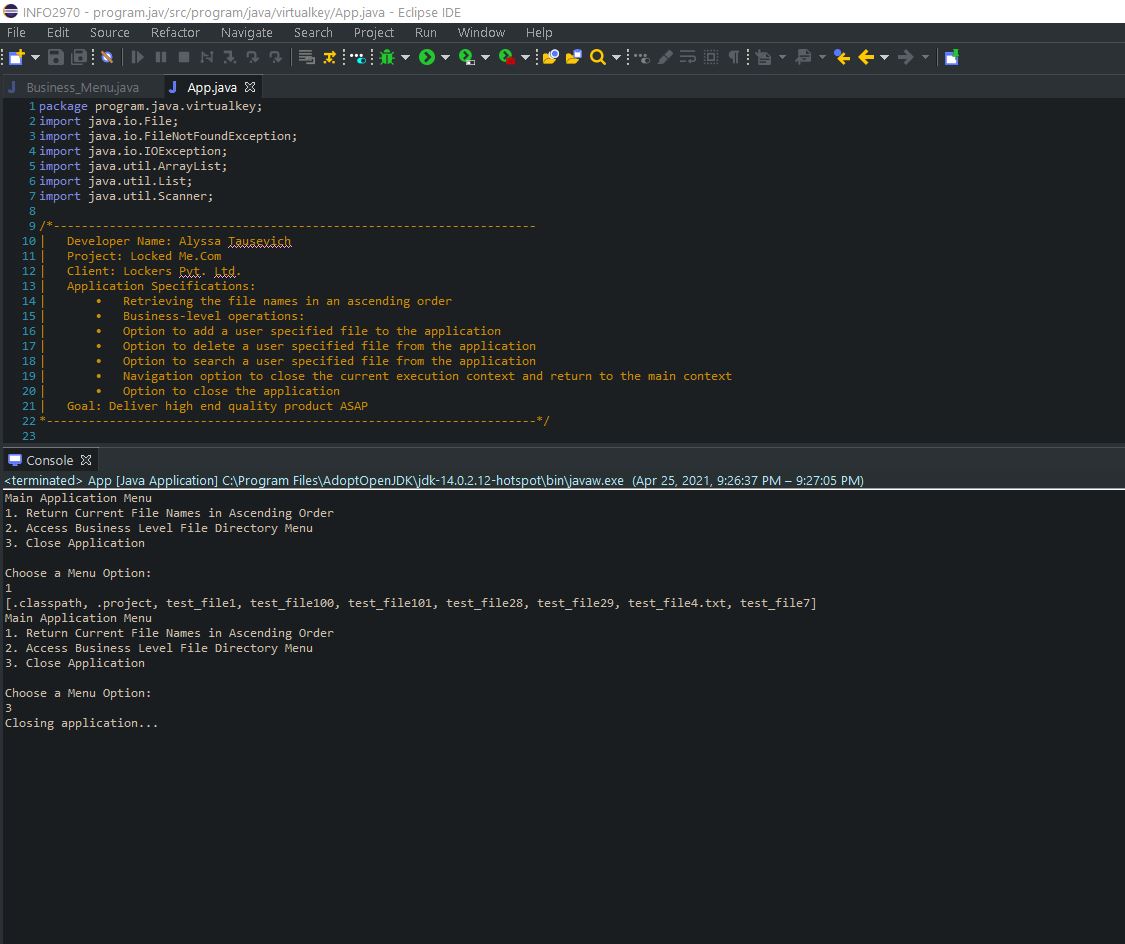 INFO2970 - program.jav/src/program/java/virtualkey/App.java - Eclipse IDE
File Edit Source Refactor Navigate Search Project Run Window Help
Business_Menu.java App.java
1 package program.java.virtualkey;
2 import java.io.File;
3 import java.io.FileNotFoundException;
4 import java.io.IOException;
5 import java.util.ArrayList;
6 import java.util.List;
7 import java.util.Scanner;
8
9 /*---------------------------------------------------------------------
10 | Developer Name: Alyssa Tausevich
11 | Project: Locked Me.Com
12 | Client: Lockers Pvt. Ltd.
13 | Application Specifications:
14 | • Retrieving the file names in an ascending order
15 | • Business-level operations:
16 | • Option to add a user specified file to the application
17 | • Option to delete a user specified file from the application
18 | • Option to search a user specified file from the application
19 | • Navigation option to close the current execution context and return to the main context
20 | • Option to close the application
21 | Goal: Deliver high end quality product ASAP
22 *----------------------------------------------------------------------*/
23
Console
<terminated> App [Java Application] C:\Program Files\AdoptOpenJDK\jdk-14.0.2.12-hotspot\bin\javaw.exe (Apr 25, 2021, 9:26:37 PM – 9:27:05 PM)
Main Application Menu
1. Return Current File Names in Ascending Order
2. Access Business Level File Directory Menu
3. Close Application
Choose a Menu Option:
1
[.classpath, .project, test_file1, test_file100, test_file101, test_file28, test_file29, test_file4.txt, test_file7]
Main Application Menu
1. Return Current File Names in Ascending Order
2. Access Business Level File Directory Menu
3. Close Application
Choose a Menu Option:
3
Closing application...